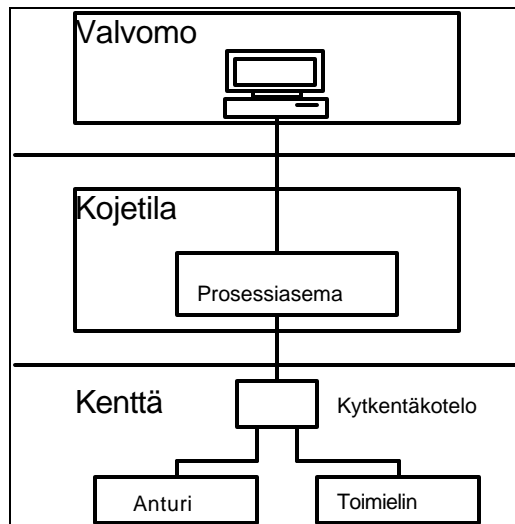 Valvomo
Kojetila
Prosessiasema
Kenttä
Kytkentäkotelo
Anturi
Toimielin